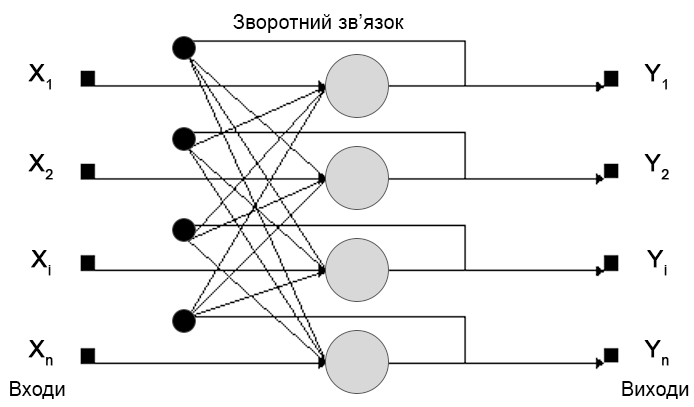 Зворотний зв’язок
X1 Y1
X2 Y2
Xi Yi
Xn Yn
Входи Виходи